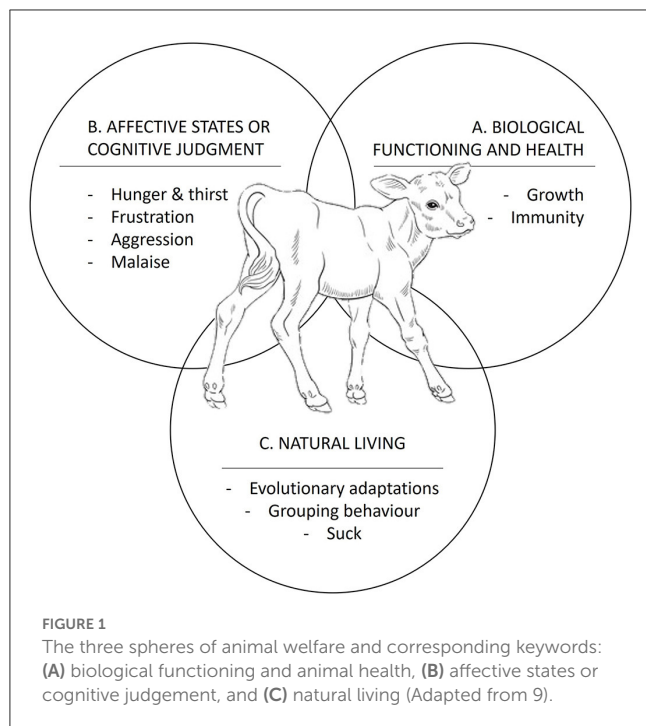 B. AFFECTIVE STATES OR
COGNITIVE JUDGMENT
- Hunger & thirst
- Frustration
- Aggression
- Malaise
A. BIOLOGICAL
FUNCTIONING AND HEALTH
- Growth
- Immunity
C. NATURAL LIVING
- Evolutionary adaptations
- Grouping behaviour
- Suck
FIGURE 1
The three spheres of animal welfare and corresponding keywords:
(A) biological functioning and animal health, (B) affective states or
cognitive judgement, and (C) natural living (Adapted from 9).